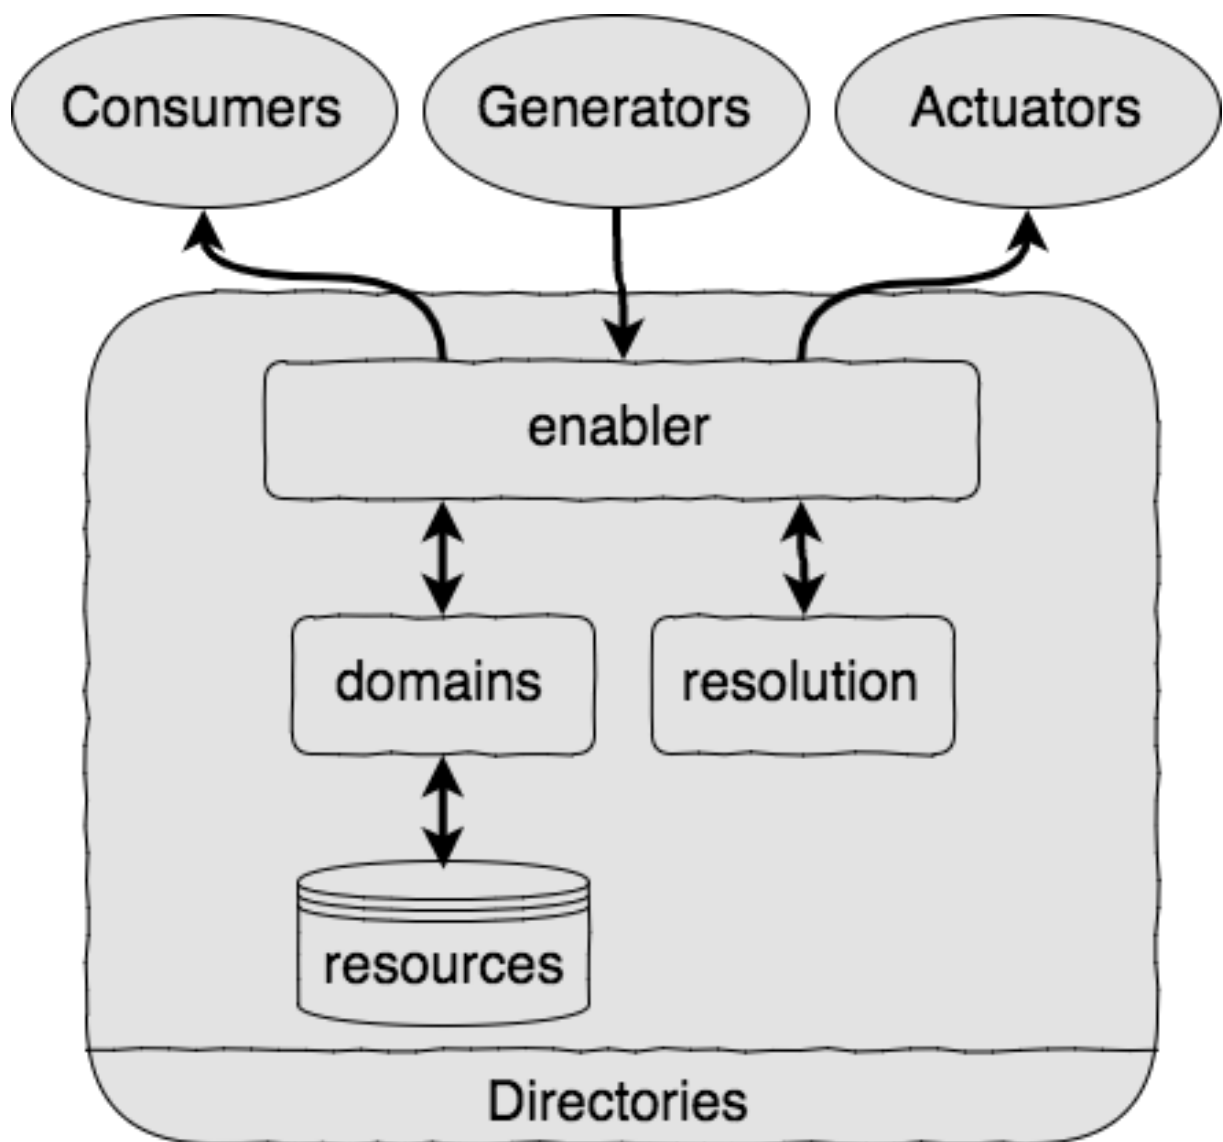 Consumers
Generators
Actuators
enabler
domains
resolution
resources
Directories